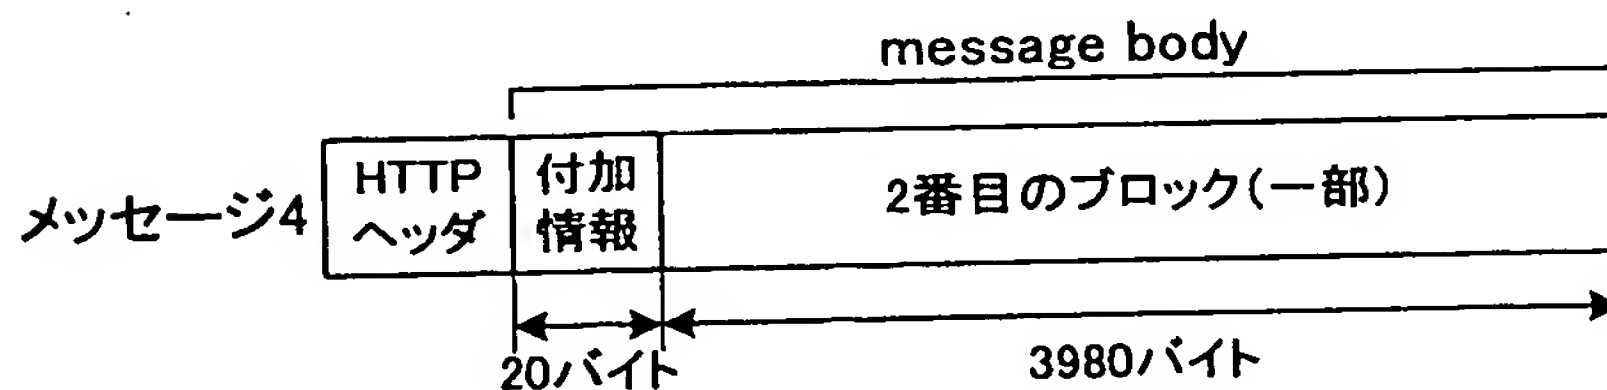 message body
メッセージ4
HTTP
ヘッダ
付加
情報
2番目のブロック(一部)
20バイト
3980バイト